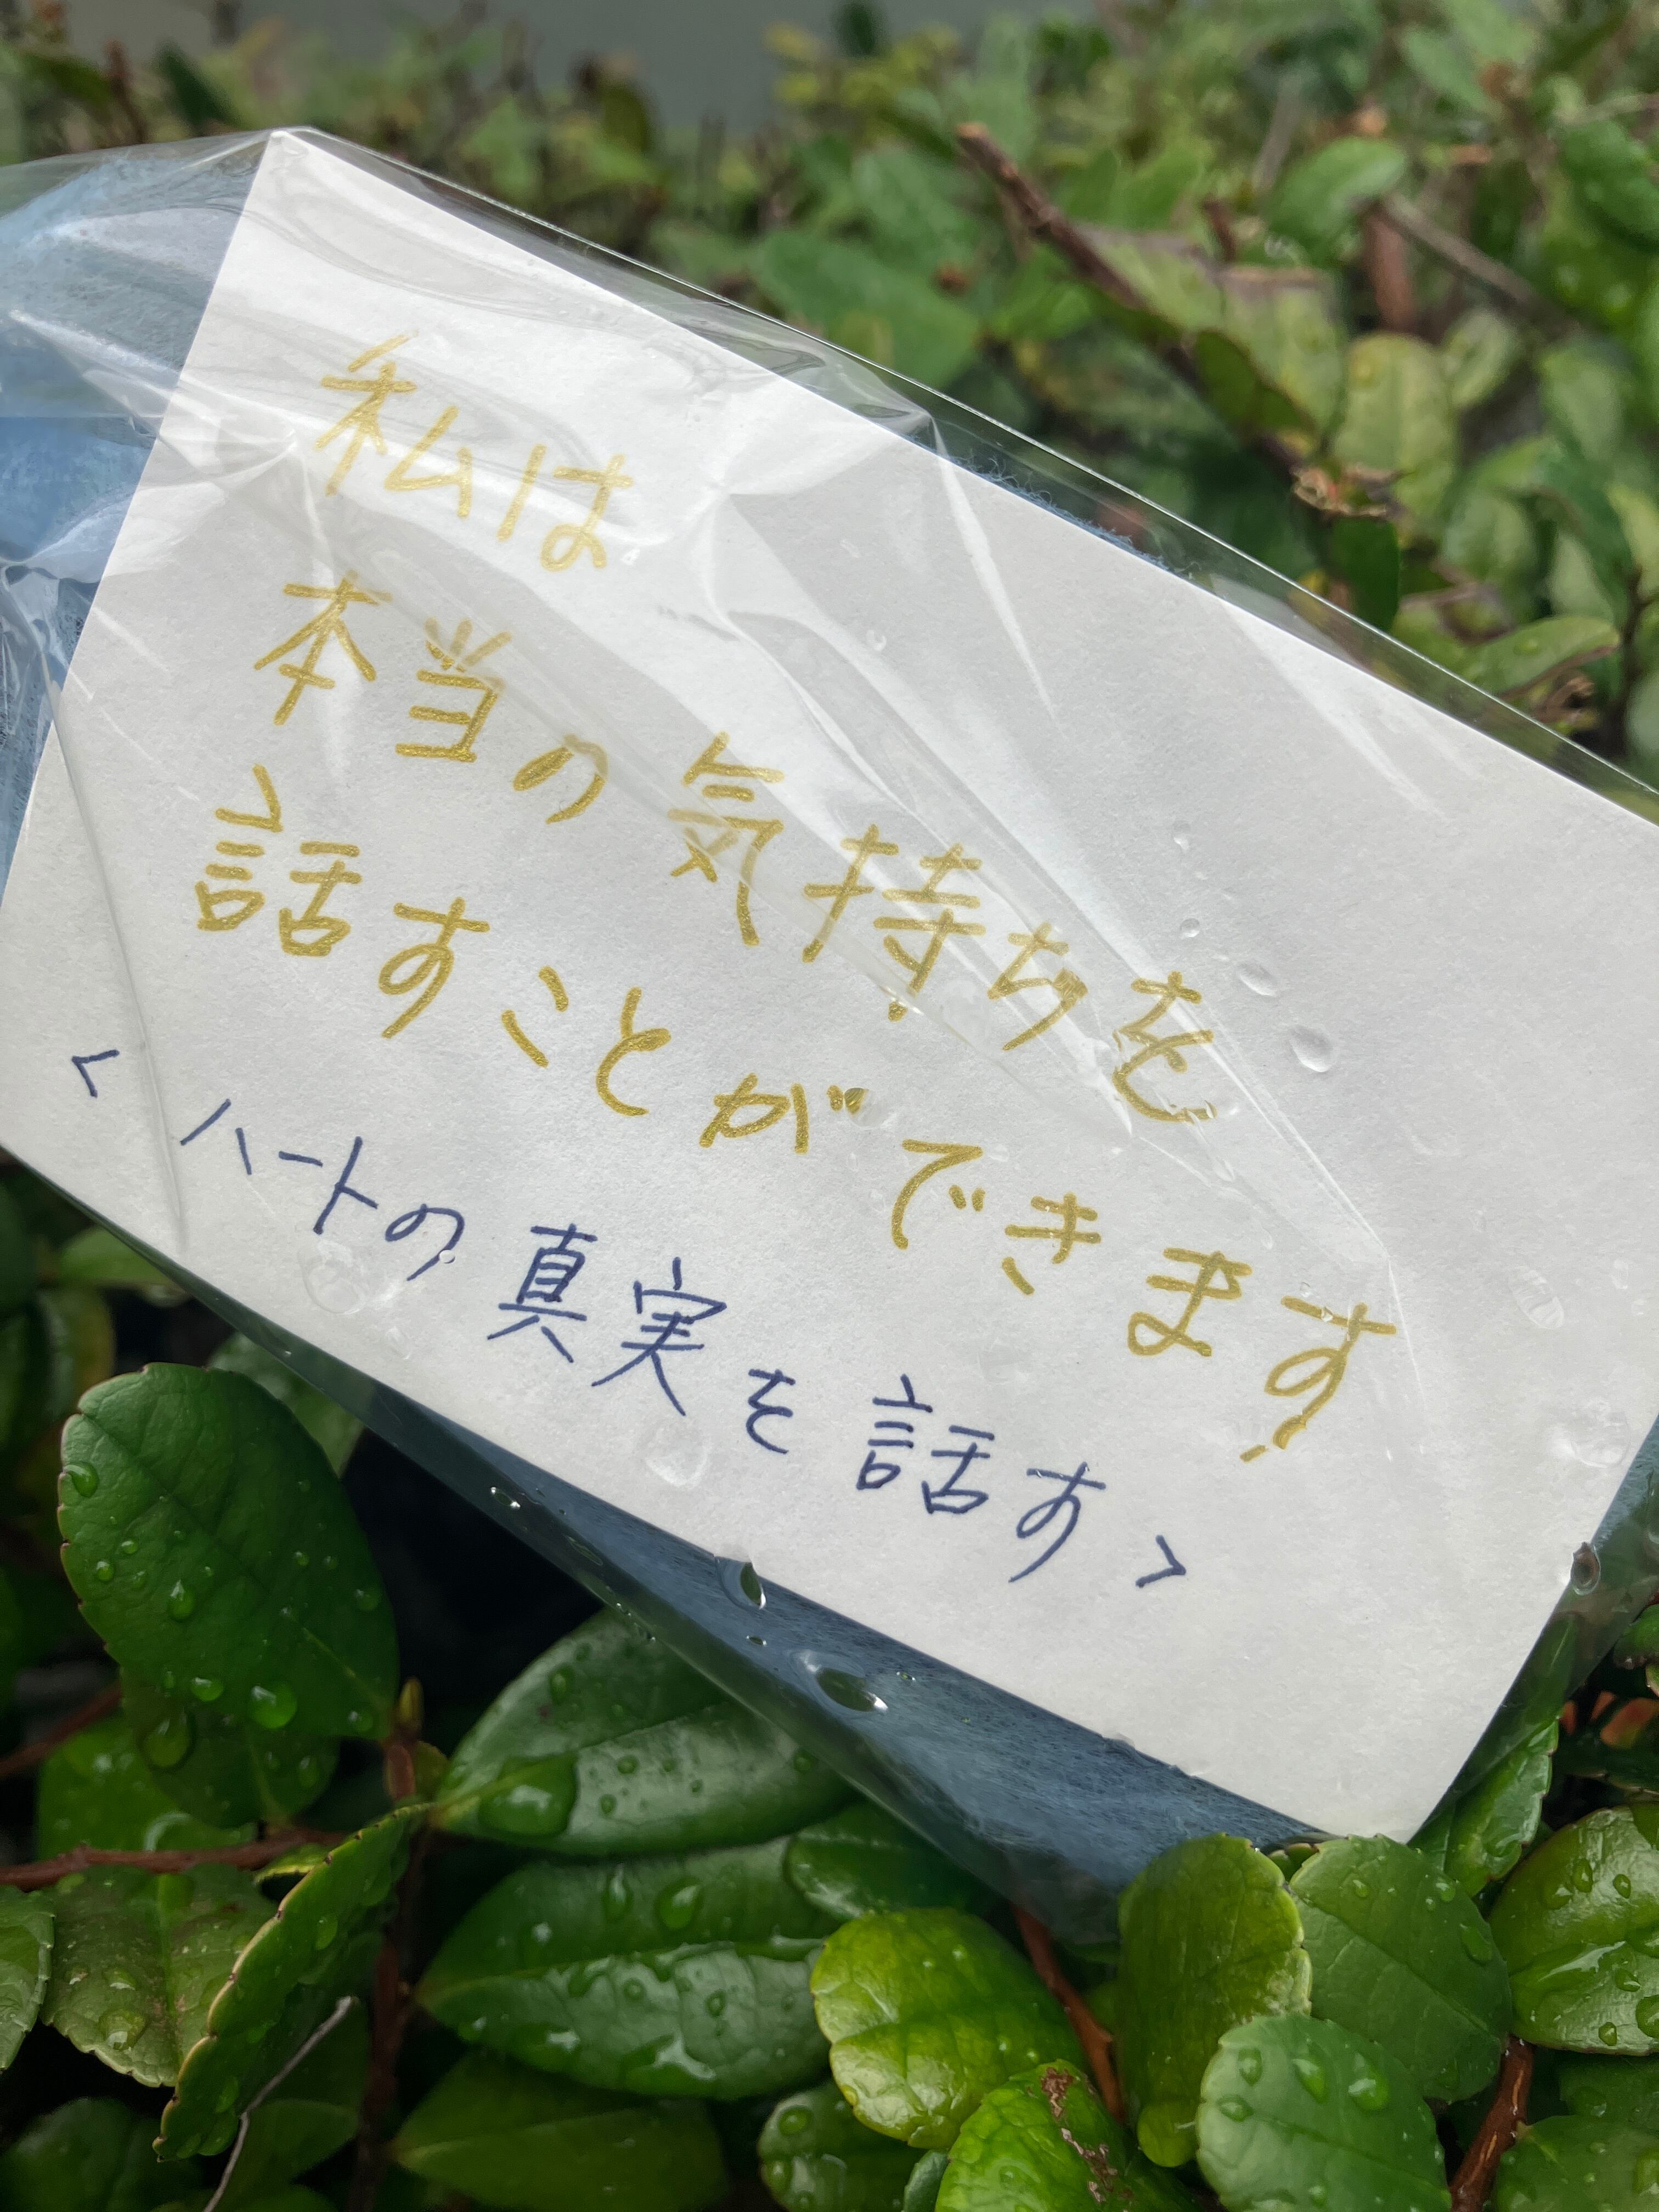 私は
本当の気持ちを
話すことができます
<ハートの真実を話す>